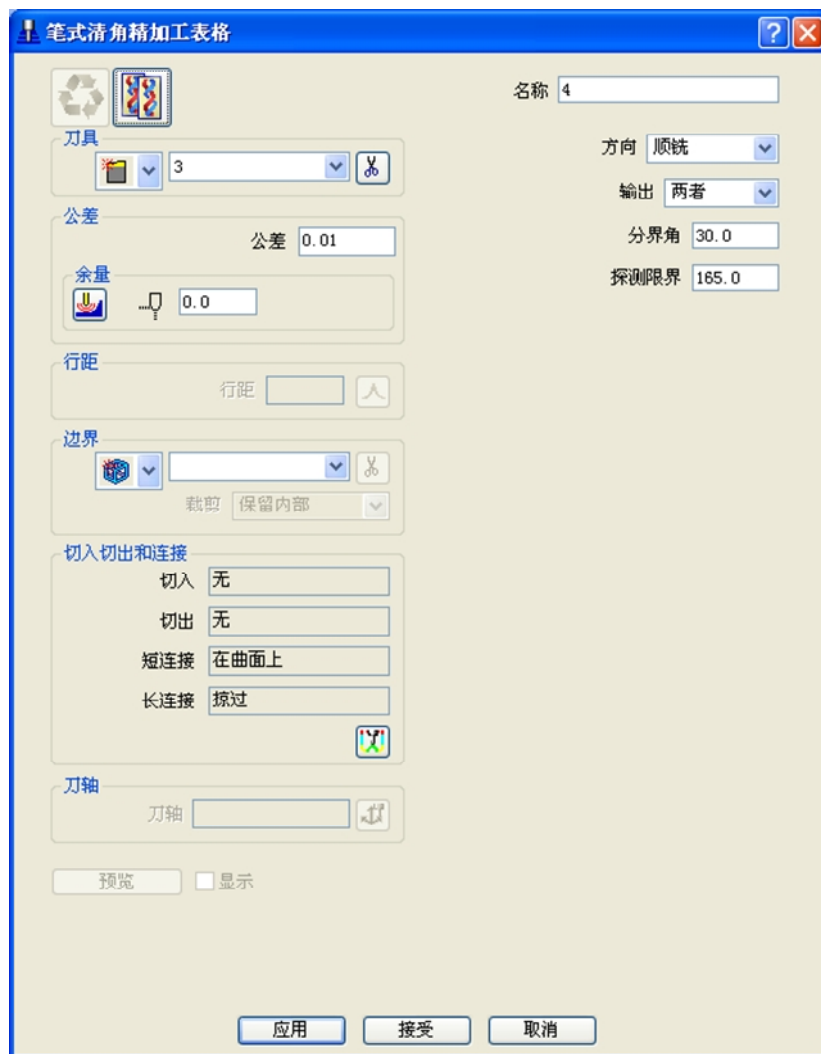 笔式清角精加工表格
名称 4
刀具
3
方向 顺铣
输出 两者
公差
公差 0.01
分界角 30.0
余量
0.0
探测限界 165.0
行距
行距
边界
裁剪 保留内部
切入切出和连接
切入 无
切出 无
短连接 在曲面上
长连接 掠过
刀轴
刀轴
预览 显示
应用 接受 取消